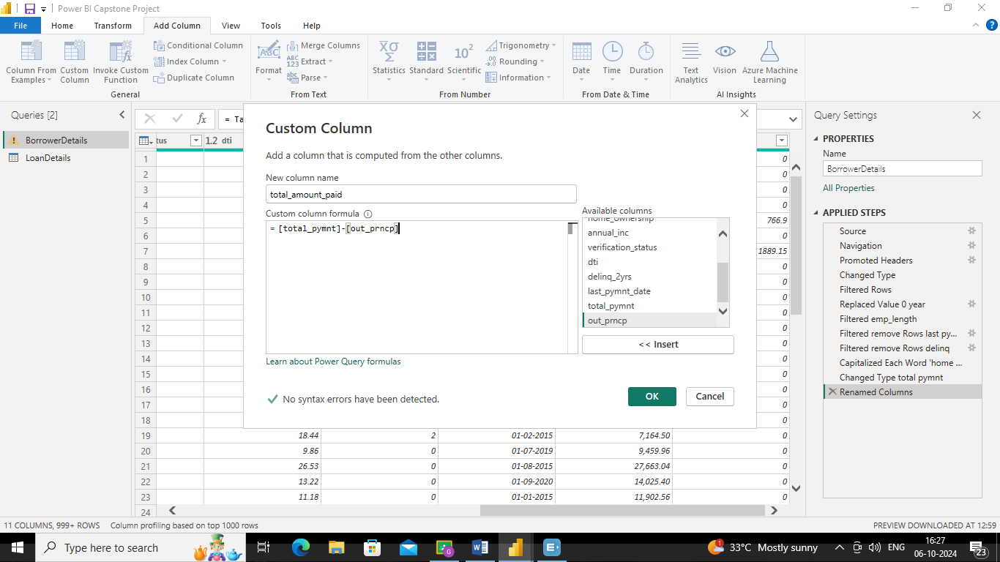 Power BI Capstone Project
File Home Transform Add Column View Tools Help
Column From Examples
Custom Column
Invoke Custom Function
Conditional Column
Index Column
Duplicate Column
General
Format
Merge Columns
Extract
Parse
From Text
Statistics
Standard
Scientific
Trigonometry
Rounding
Information
From Number
Date
Time
Duration
From Date & Time
Text Analytics
Vision
Azure Machine Learning
AI Insights
Queries [2]
BorrowerDetails
LoanDetails
= Ta
tus 1.2 dti
1 0
2 0
3 0
4 0
5 766.9
6 0
7 1889.15
8 0
9 0
10 0
11 0
12 0
13 0
14 0
15 0
16 0
17 0
18 0
19 18.44 2 01-02-2015 7,164.50 0
20 9.86 0 01-07-2019 9,459.96 0
21 26.53 0 01-08-2015 27,663.04 0
22 13.22 0 01-09-2020 14,025.40 0
23 11.18 0 01-01-2015 11,902.56 0
24
Custom Column
Add a column that is computed from the other columns.
New column name
total_amount_paid
Custom column formula
= [total_pymnt]-[out_prncp]
Available columns
home_ownership
annual_inc
verification_status
dti
delinq_2yrs
last_pymnt_date
total_pymnt
out_prncp
<< Insert
Learn about Power Query formulas
No syntax errors have been detected.
OK
Cancel
Query Settings
PROPERTIES
Name
BorrowerDetails
All Properties
APPLIED STEPS
Source
Navigation
Promoted Headers
Changed Type
Filtered Rows
Replaced Value 0 year
Filtered emp_length
Filtered remove Rows last py...
Filtered remove Rows delinq
Capitalized Each Word 'home ...
Changed Type total pymnt
Renamed Columns
11 COLUMNS, 999+ ROWS Column profiling based on top 1000 rows
PREVIEW DOWNLOADED AT 12:59
Type here to search
33°C Mostly sunny
ENG
16:27
06-10-2024
23